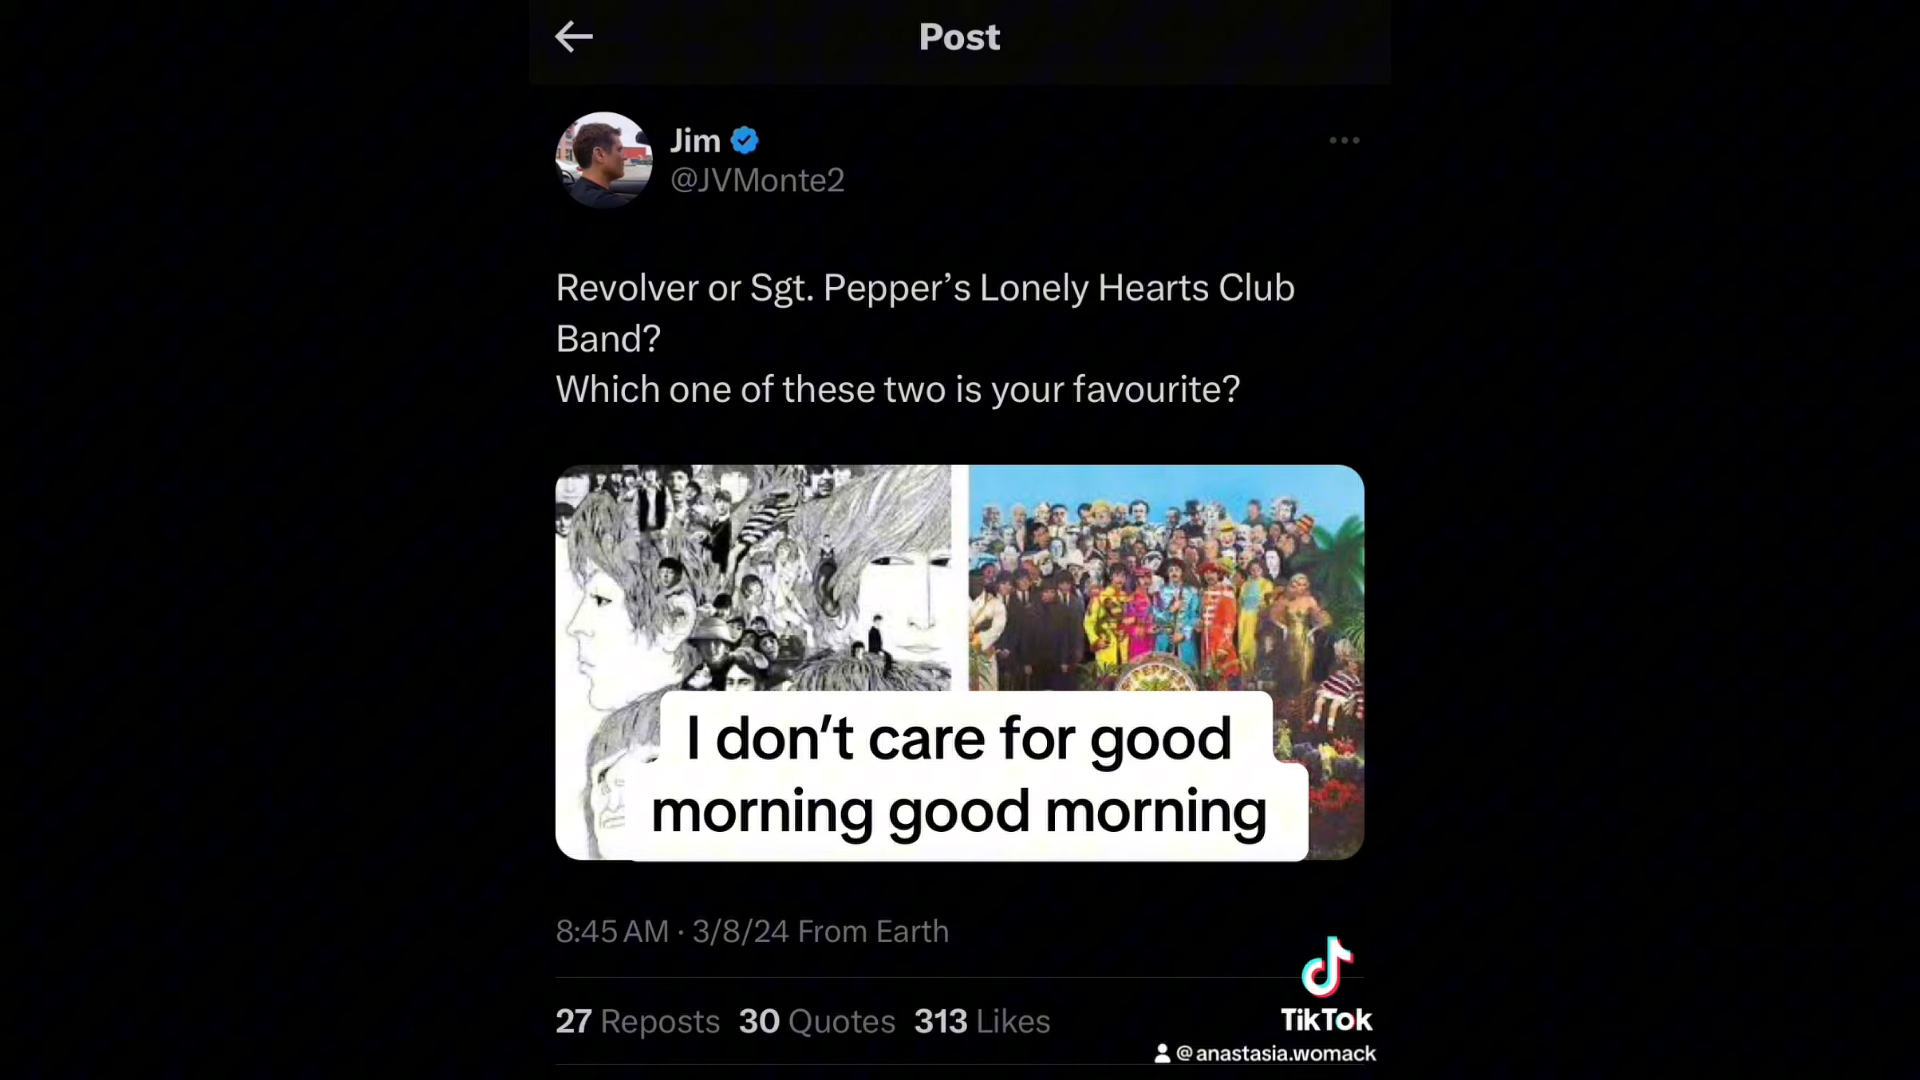 Post
Jim
@JVMonte2
Revolver or Sgt. Pepper’s Lonely Hearts Club
Band?
Which one of these two is your favourite?
I don’t care for good
morning good morning
8:45 AM · 3/8/24 From Earth
27 Reposts 30 Quotes 313 Likes
TikTok
@anastasia.womack